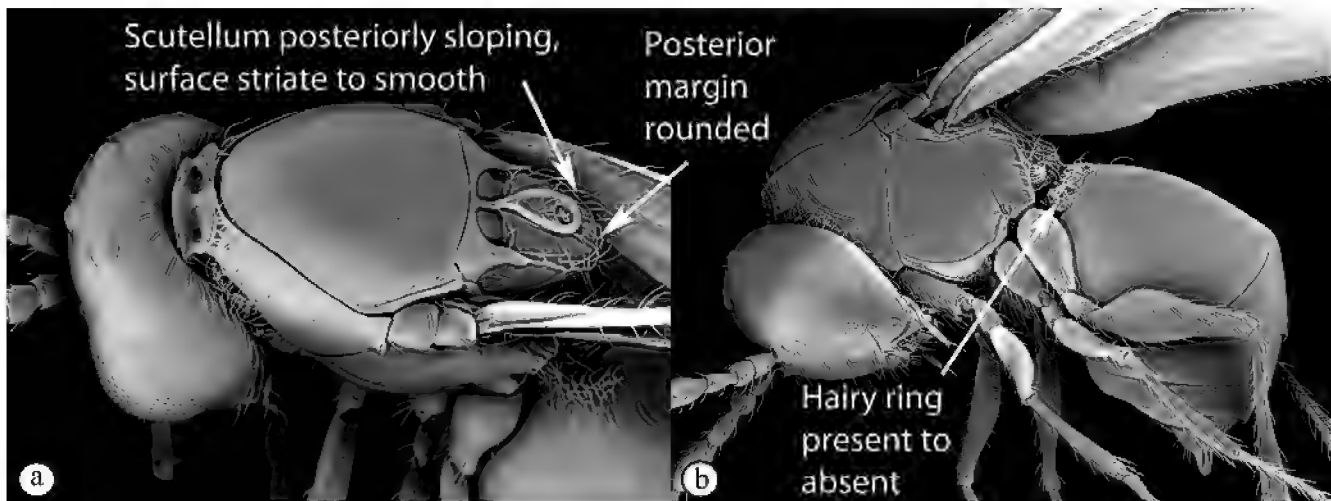 Scutellum posteriorly sloping,
surface striate to smooth
Posterior
margin
rounded
Hairy ring
present to
absent
a
b